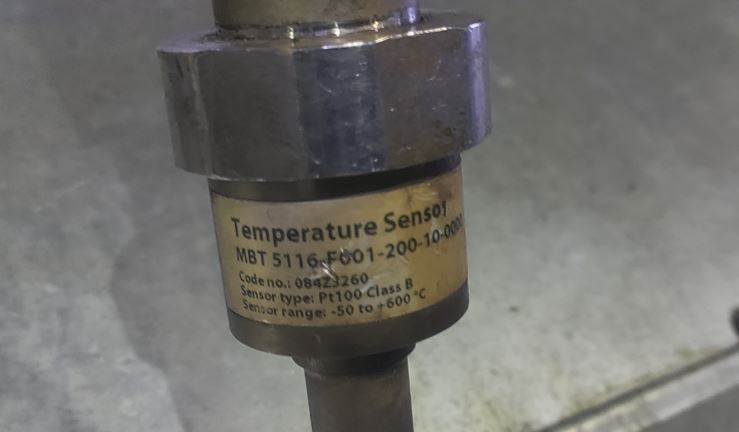 Temperature Sensor
MBT 5116-F001-200-10-0000
Code no.: 084Z3260
Sensor type: Pt100 Class B
Sensor range: -50 to +600 °C